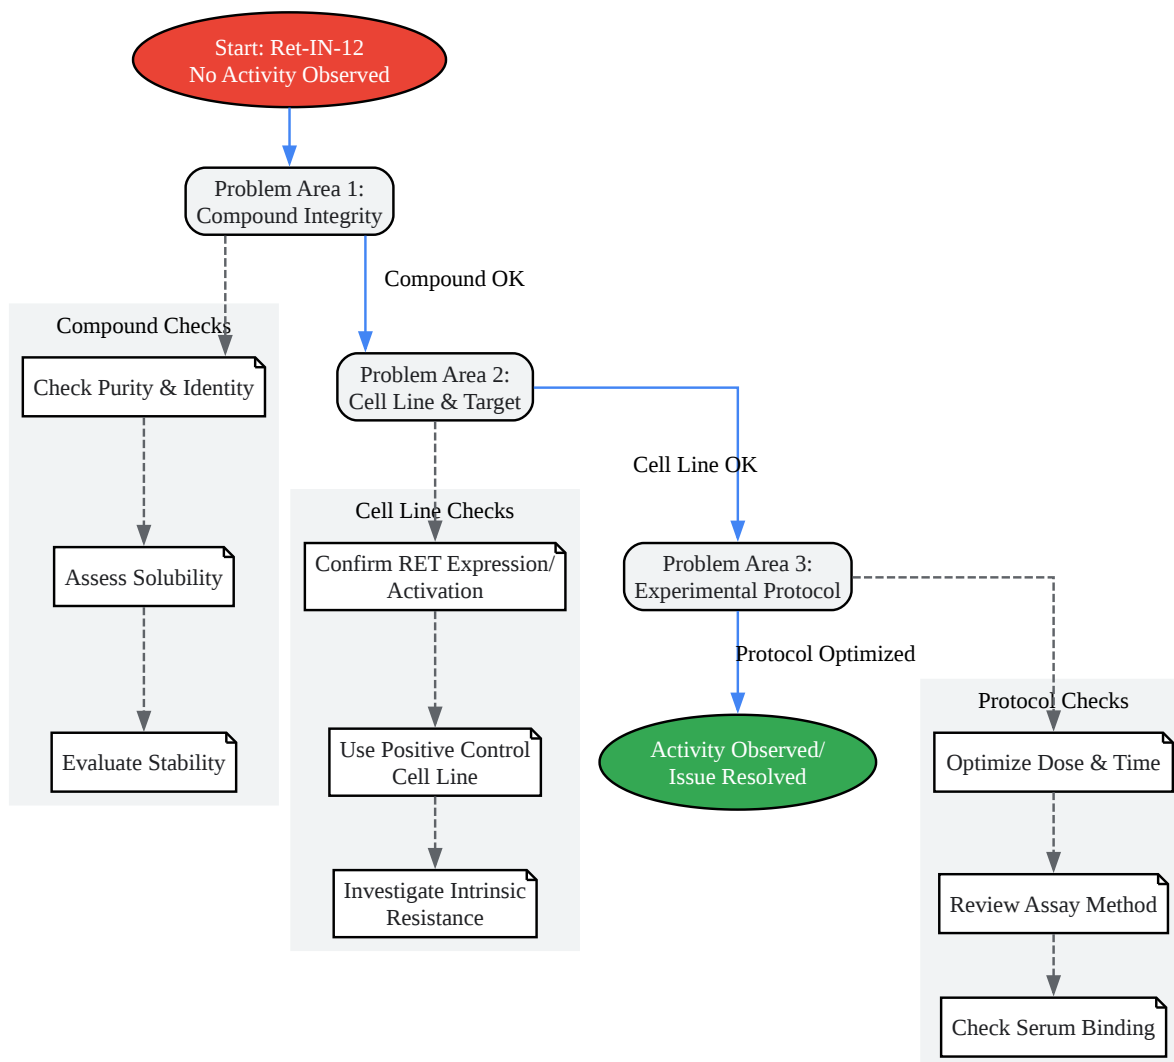 Start: Ret-IN-12
No Activity Observed
Problem Area 1:
Compound Integrity
Compound OK
Compound Checks
Check Purity & Identity
Assess Solubility
Evaluate Stability
Problem Area 2:
Cell Line & Target
Cell Line OK
Cell Line Checks
Confirm RET Expression/
Activation
Use Positive Control
Cell Line
Investigate Intrinsic
Resistance
Problem Area 3:
Experimental Protocol
Protocol Optimized
Activity Observed/
Issue Resolved
Protocol Checks
Optimize Dose & Time
Review Assay Method
Check Serum Binding